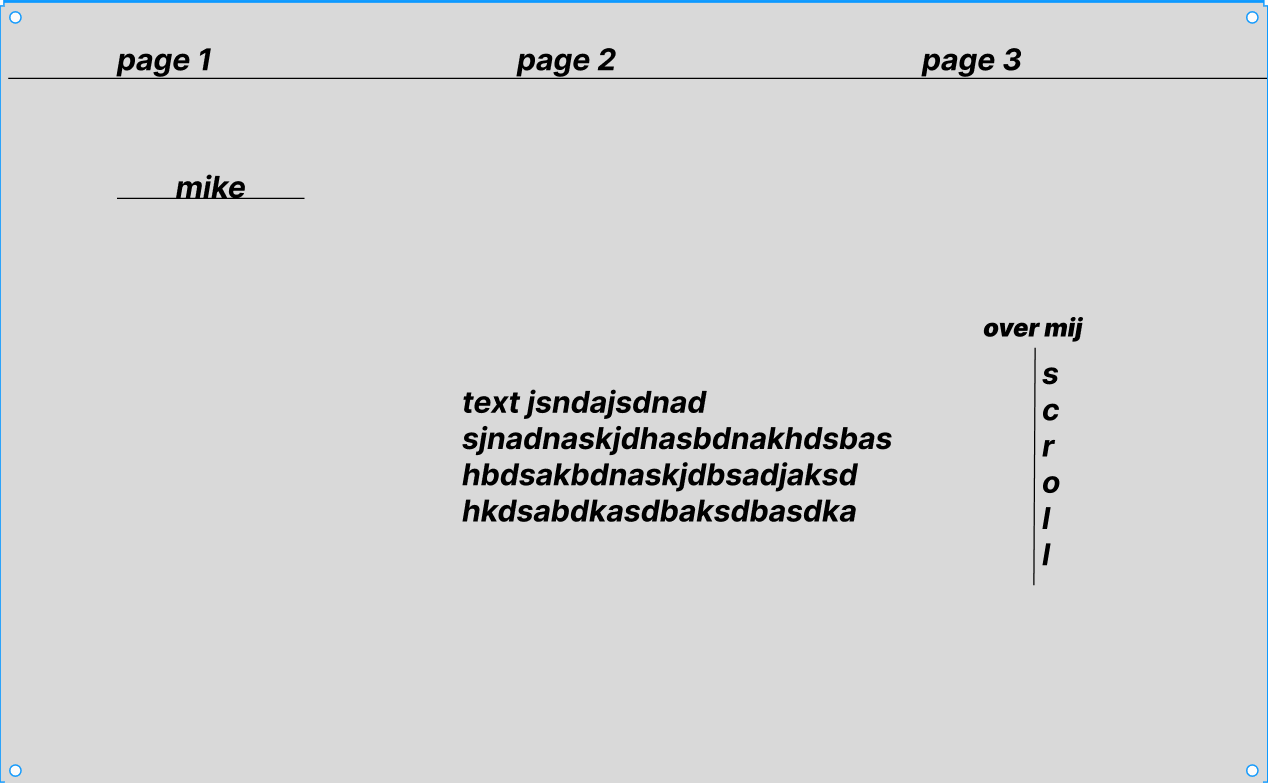 page 1 page 2 page 3
mike
over mij
text jsndajsdnad
sjnadnaskjdhasbdnakhdsbas
hbdsakbdnaskjdbsadjaksd
hkdsabdkasdbaksdbasdka
s
c
r
o
l
l